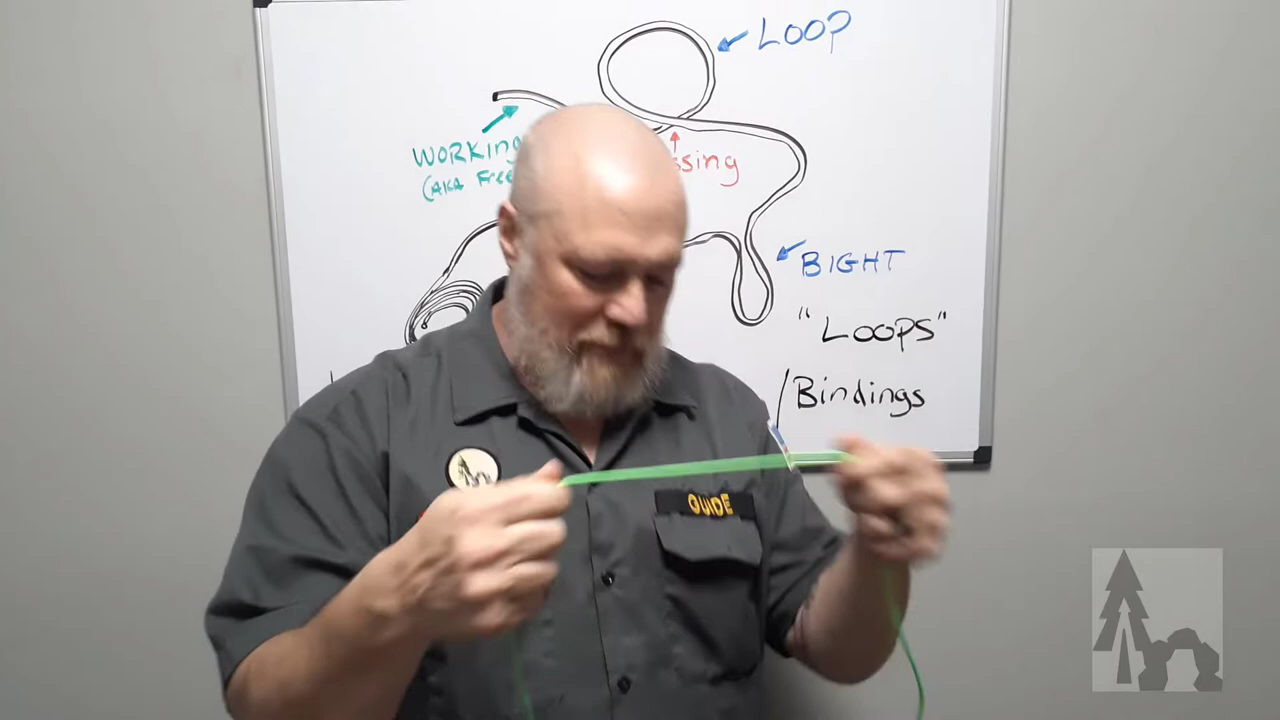 LOOP
WORKING
(AKA Free
ssing
BIGHT
"LOOPS"
/Bindings
GUIDE